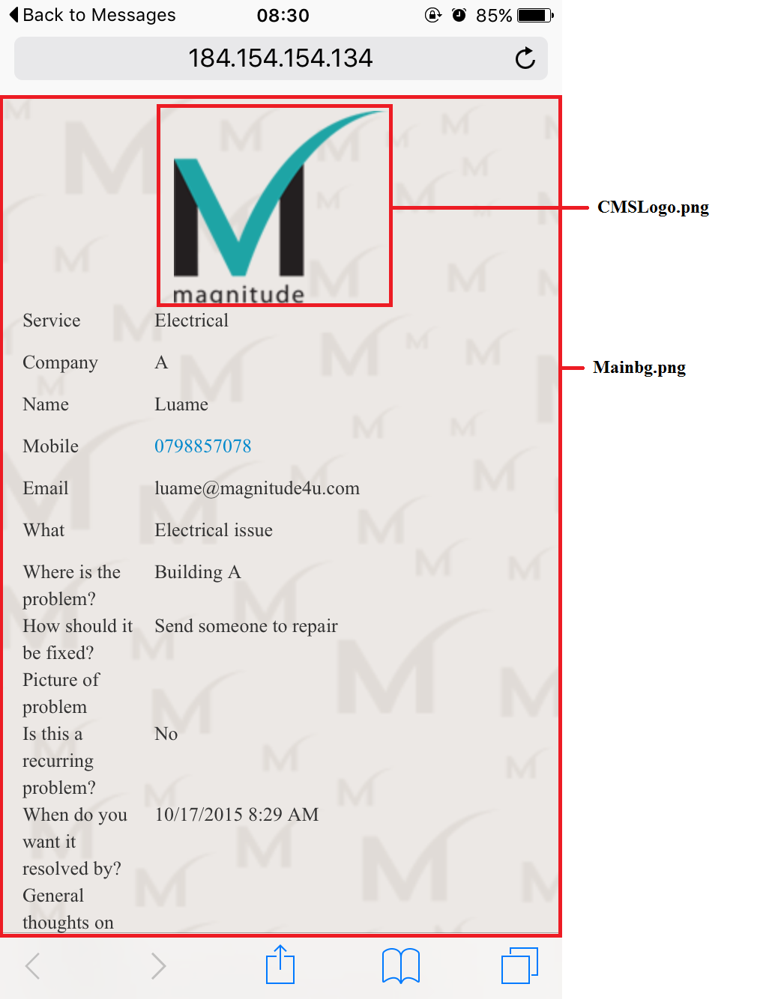 Back to Messages 08:30 85%
184.154.154.134
magnitude
CMSLogo.png
Service Electrical
Company A
Mainbg.png
Name Luame
Mobile 0798857078
Email luame@magnitude4u.com
What Electrical issue
Where is the Building A
problem?
How should it Send someone to repair
be fixed?
Picture of
problem
Is this a No
recurring
problem?
When do you 10/17/2015 8:29 AM
want it
resolved by?
General
thoughts on